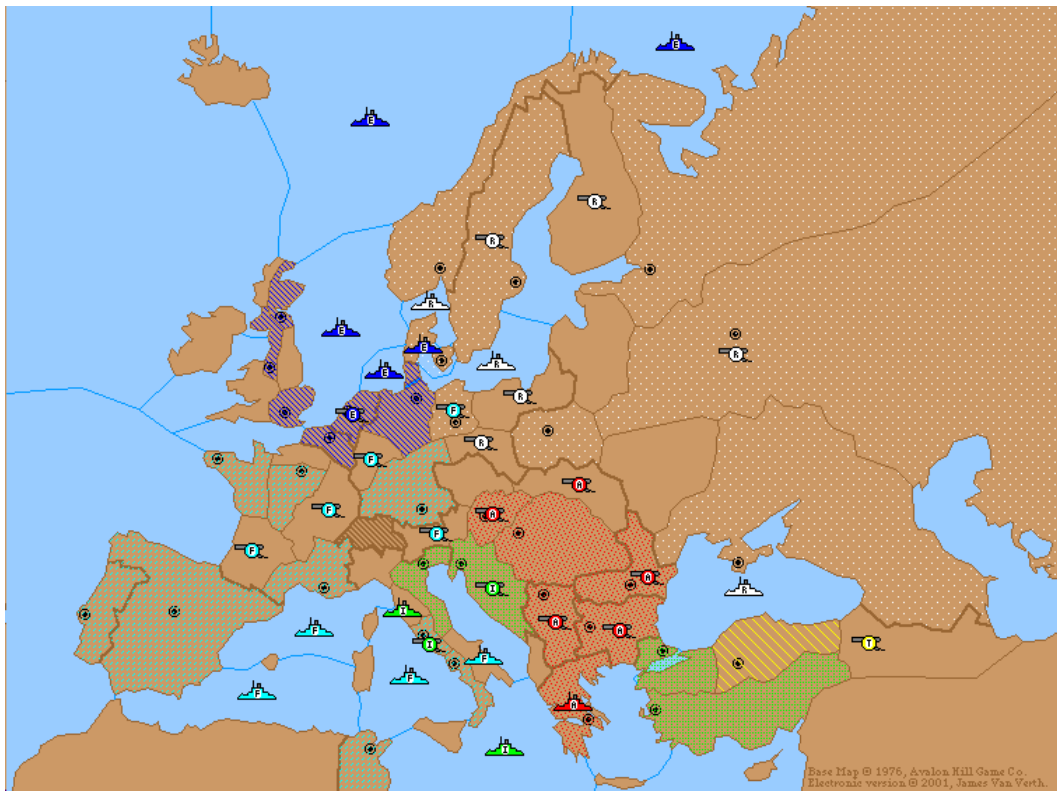 E
E
R
R
R
E
E
R
E
R
R
E
F
R
F
A
F
A
F
F
A
I
R
I
A
F
A
I
T
F
F
F
A
I
Base Map © 1976, Avalon Hill Game Co.
Electronic version © 2001, James Van Verth.